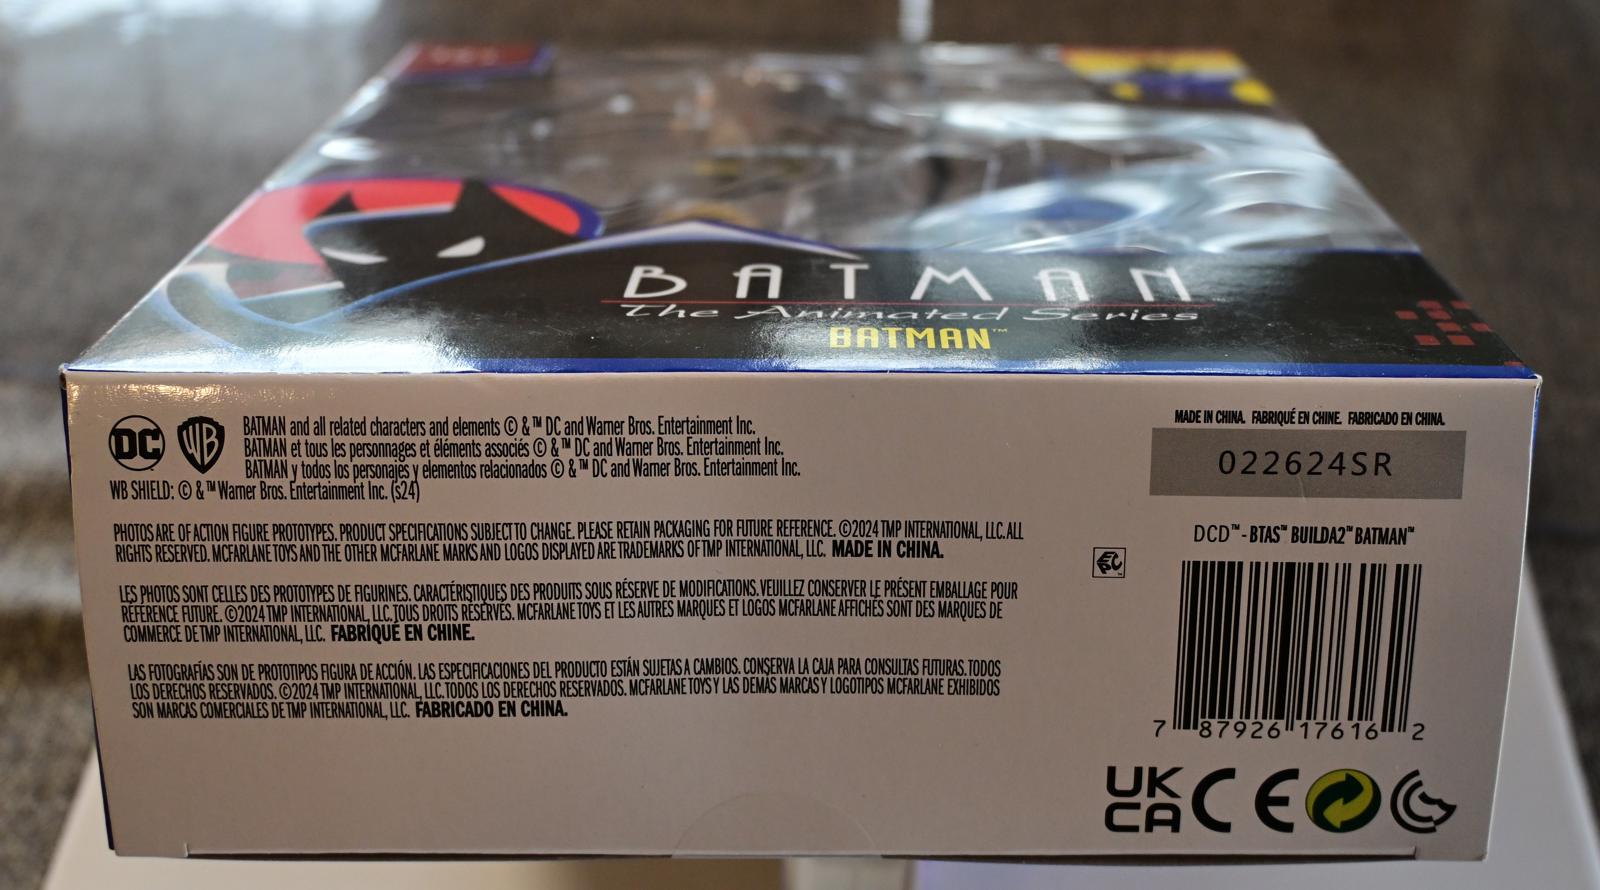 BATMAN
The Animated Series
BATMAN™
DC
WB
BATMAN and all related characters and elements © & ™ DC and Warner Bros. Entertainment Inc.
BATMAN et tous les personnages et éléments associés © & ™ DC and Warner Bros. Entertainment Inc.
BATMAN y todos los personajes y elementos relacionados © & ™ DC and Warner Bros. Entertainment Inc.
WB SHIELD: © & ™ Warner Bros. Entertainment Inc. (s24)
PHOTOS ARE OF ACTION FIGURE PROTOTYPES. PRODUCT SPECIFICATIONS SUBJECT TO CHANGE. PLEASE RETAIN PACKAGING FOR FUTURE REFERENCE. ©2024 TMP INTERNATIONAL, LLC. ALL
RIGHTS RESERVED. MCFARLANE TOYS AND THE OTHER MCFARLANE MARKS AND LOGOS DISPLAYED ARE TRADEMARKS OF TMP INTERNATIONAL, LLC. MADE IN CHINA.
LES PHOTOS SONT CELLES DES PROTOTYPES DE FIGURINES. CARACTÉRISTIQUES DES PRODUITS SOUS RÉSERVE DE MODIFICATIONS. VEUILLEZ CONSERVER LE PRÉSENT EMBALLAGE POUR
RÉFÉRENCE FUTURE. ©2024 TMP INTERNATIONAL, LLC. TOUS DROITS RÉSERVÉS. MCFARLANE TOYS ET LES AUTRES MARQUES ET LOGOS MCFARLANE AFFICHÉS SONT DES MARQUES DE
COMMERCE DE TMP INTERNATIONAL, LLC. FABRIQUÉ EN CHINE.
LAS FOTOGRAFÍAS SON DE PROTOTIPOS FIGURA DE ACCIÓN. LAS ESPECIFICACIONES DEL PRODUCTO ESTÁN SUJETAS A CAMBIOS. CONSERVA LA CAJA PARA CONSULTAS FUTURAS. TODOS
LOS DERECHOS RESERVADOS. ©2024 TMP INTERNATIONAL, LLC. TODOS LOS DERECHOS RESERVADOS. MCFARLANE TOYS Y LAS DEMÁS MARCAS Y LOGOTIPOS MCFARLANE EXHIBIDOS
SON MARCAS COMERCIALES DE TMP INTERNATIONAL, LLC. FABRICADO EN CHINA.
MADE IN CHINA. FABRIQUÉ EN CHINE. FABRICADO EN CHINA.
022624SR
DCD™ - BTAS™ BUILDA2™ BATMAN™
7 87926 17616 2
UK
CA
CE